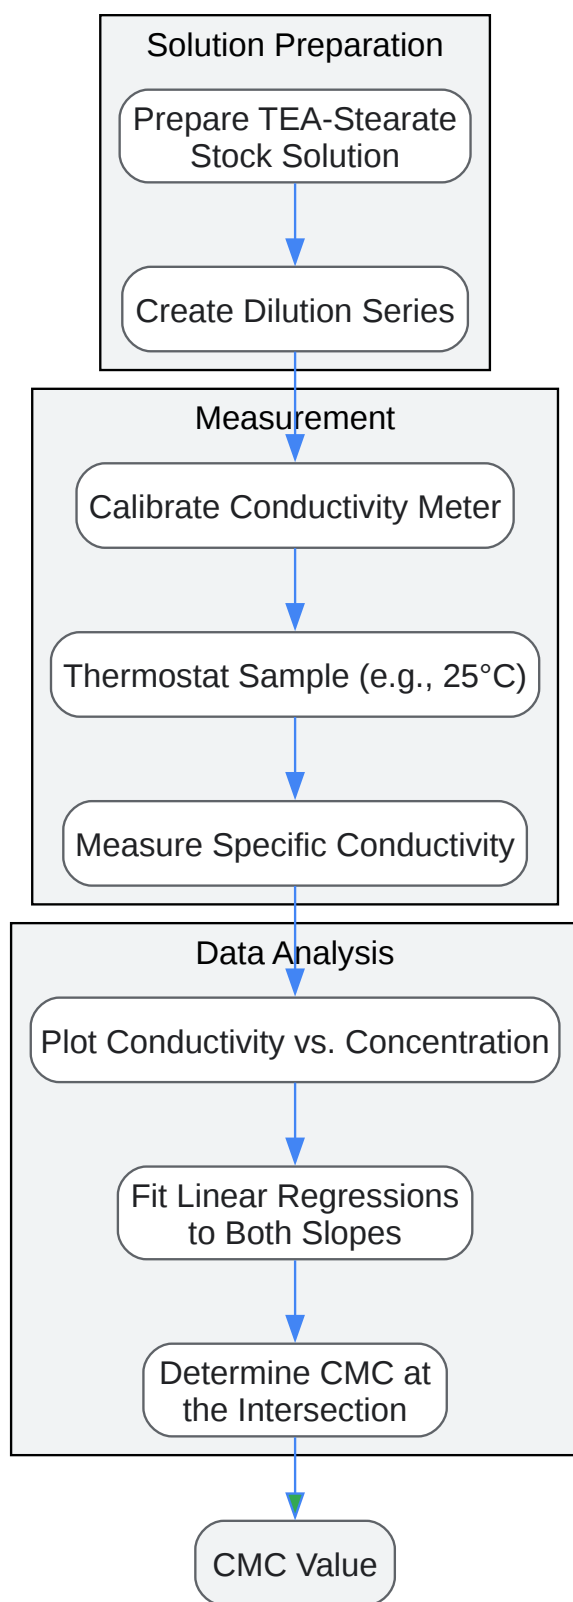 Solution Preparation
Prepare TEA-Stearate
Stock Solution
Create Dilution Series
Measurement
Calibrate Conductivity Meter
Thermostat Sample (e.g., 25°C)
Measure Specific Conductivity
Data Analysis
Plot Conductivity vs. Concentration
Fit Linear Regressions
to Both Slopes
Determine CMC at
the Intersection
CMC Value